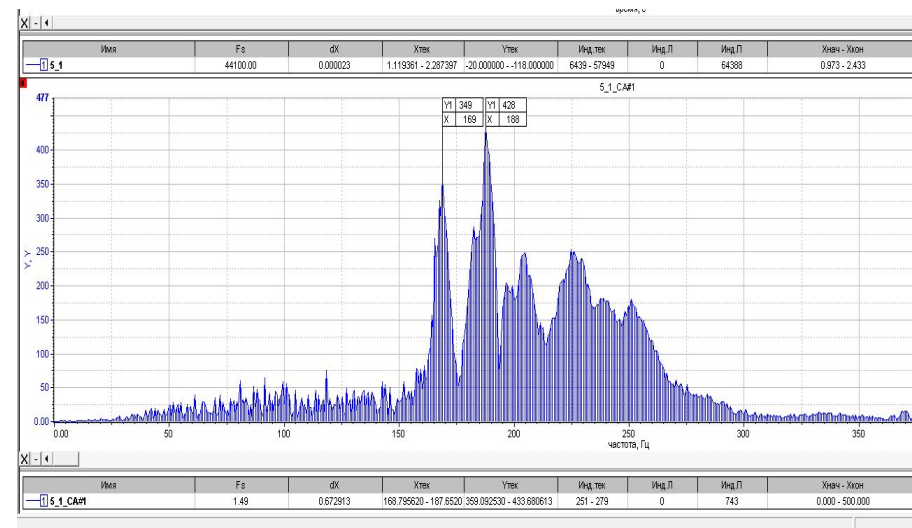 время, с
X - 
Имя Fs dX Xтек Yтек Инд.тек Инд.Л Инд.П Xнач - Xкон
1 5_1 44100.00 0.000023 1.119361 - 2.287397 -20.000000 - -118.000000 6439 - 57949 0 64388 0.973 - 2.433
5_1_CA#1
477
Y1 349 Y1 428
X 169 X 188
400
350
300
250
200
150
100
50
0.00
Y, Y
0.00 50 100 150 200 250 300 350
частота, Гц
X - 
Имя Fs dX Xтек Yтек Инд.тек Инд.Л Инд.П Xнач - Xкон
1 5_1_CA#1 1.49 0.672913 168.795620 - 187.6520 359.092530 - 433.680613 251 - 279 0 743 0.000 - 500.000